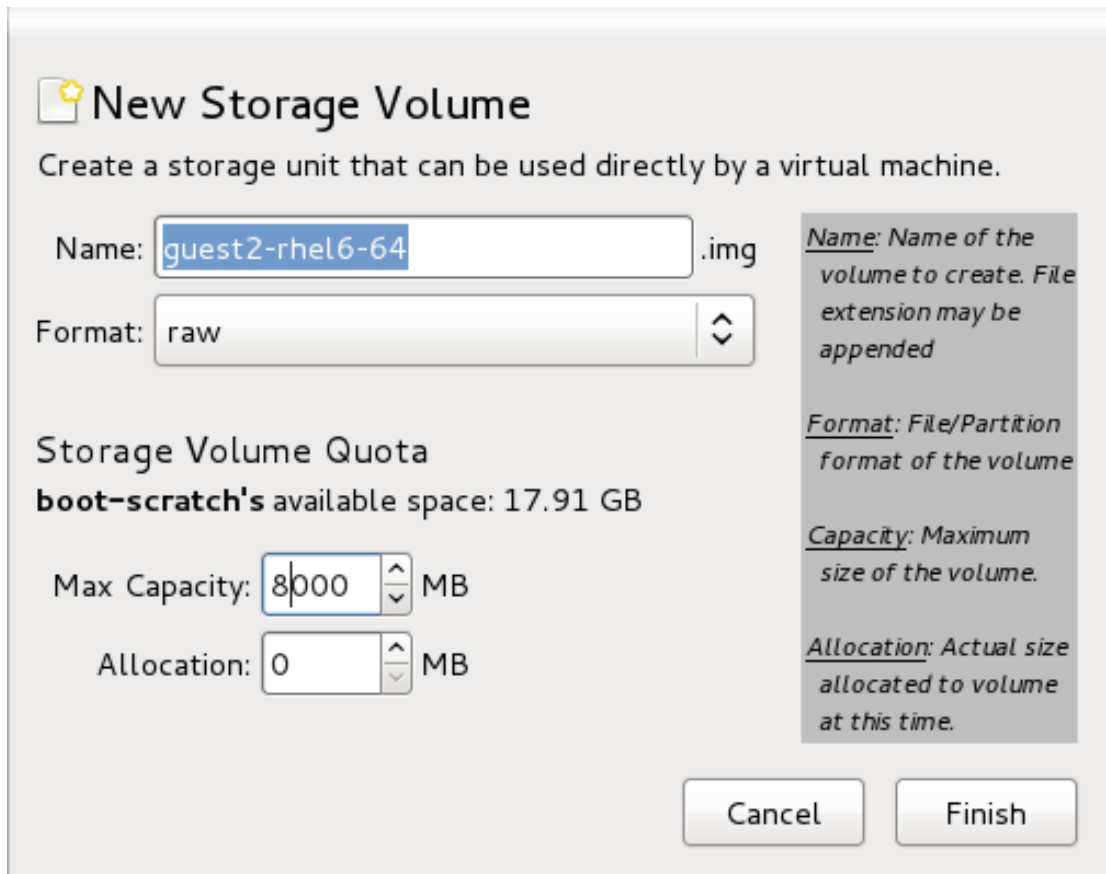 New Storage Volume
Create a storage unit that can be used directly by a virtual machine.
Name: guest2-rhel6-64 .img
Format: raw
Storage Volume Quota
boot-scratch's available space: 17.91 GB
Max Capacity: 8000 MB
Allocation: 0 MB
Name: Name of the
volume to create. File
extension may be
appended
Format: File/Partition
format of the volume
Capacity: Maximum
size of the volume.
Allocation: Actual size
allocated to volume
at this time.
Cancel Finish